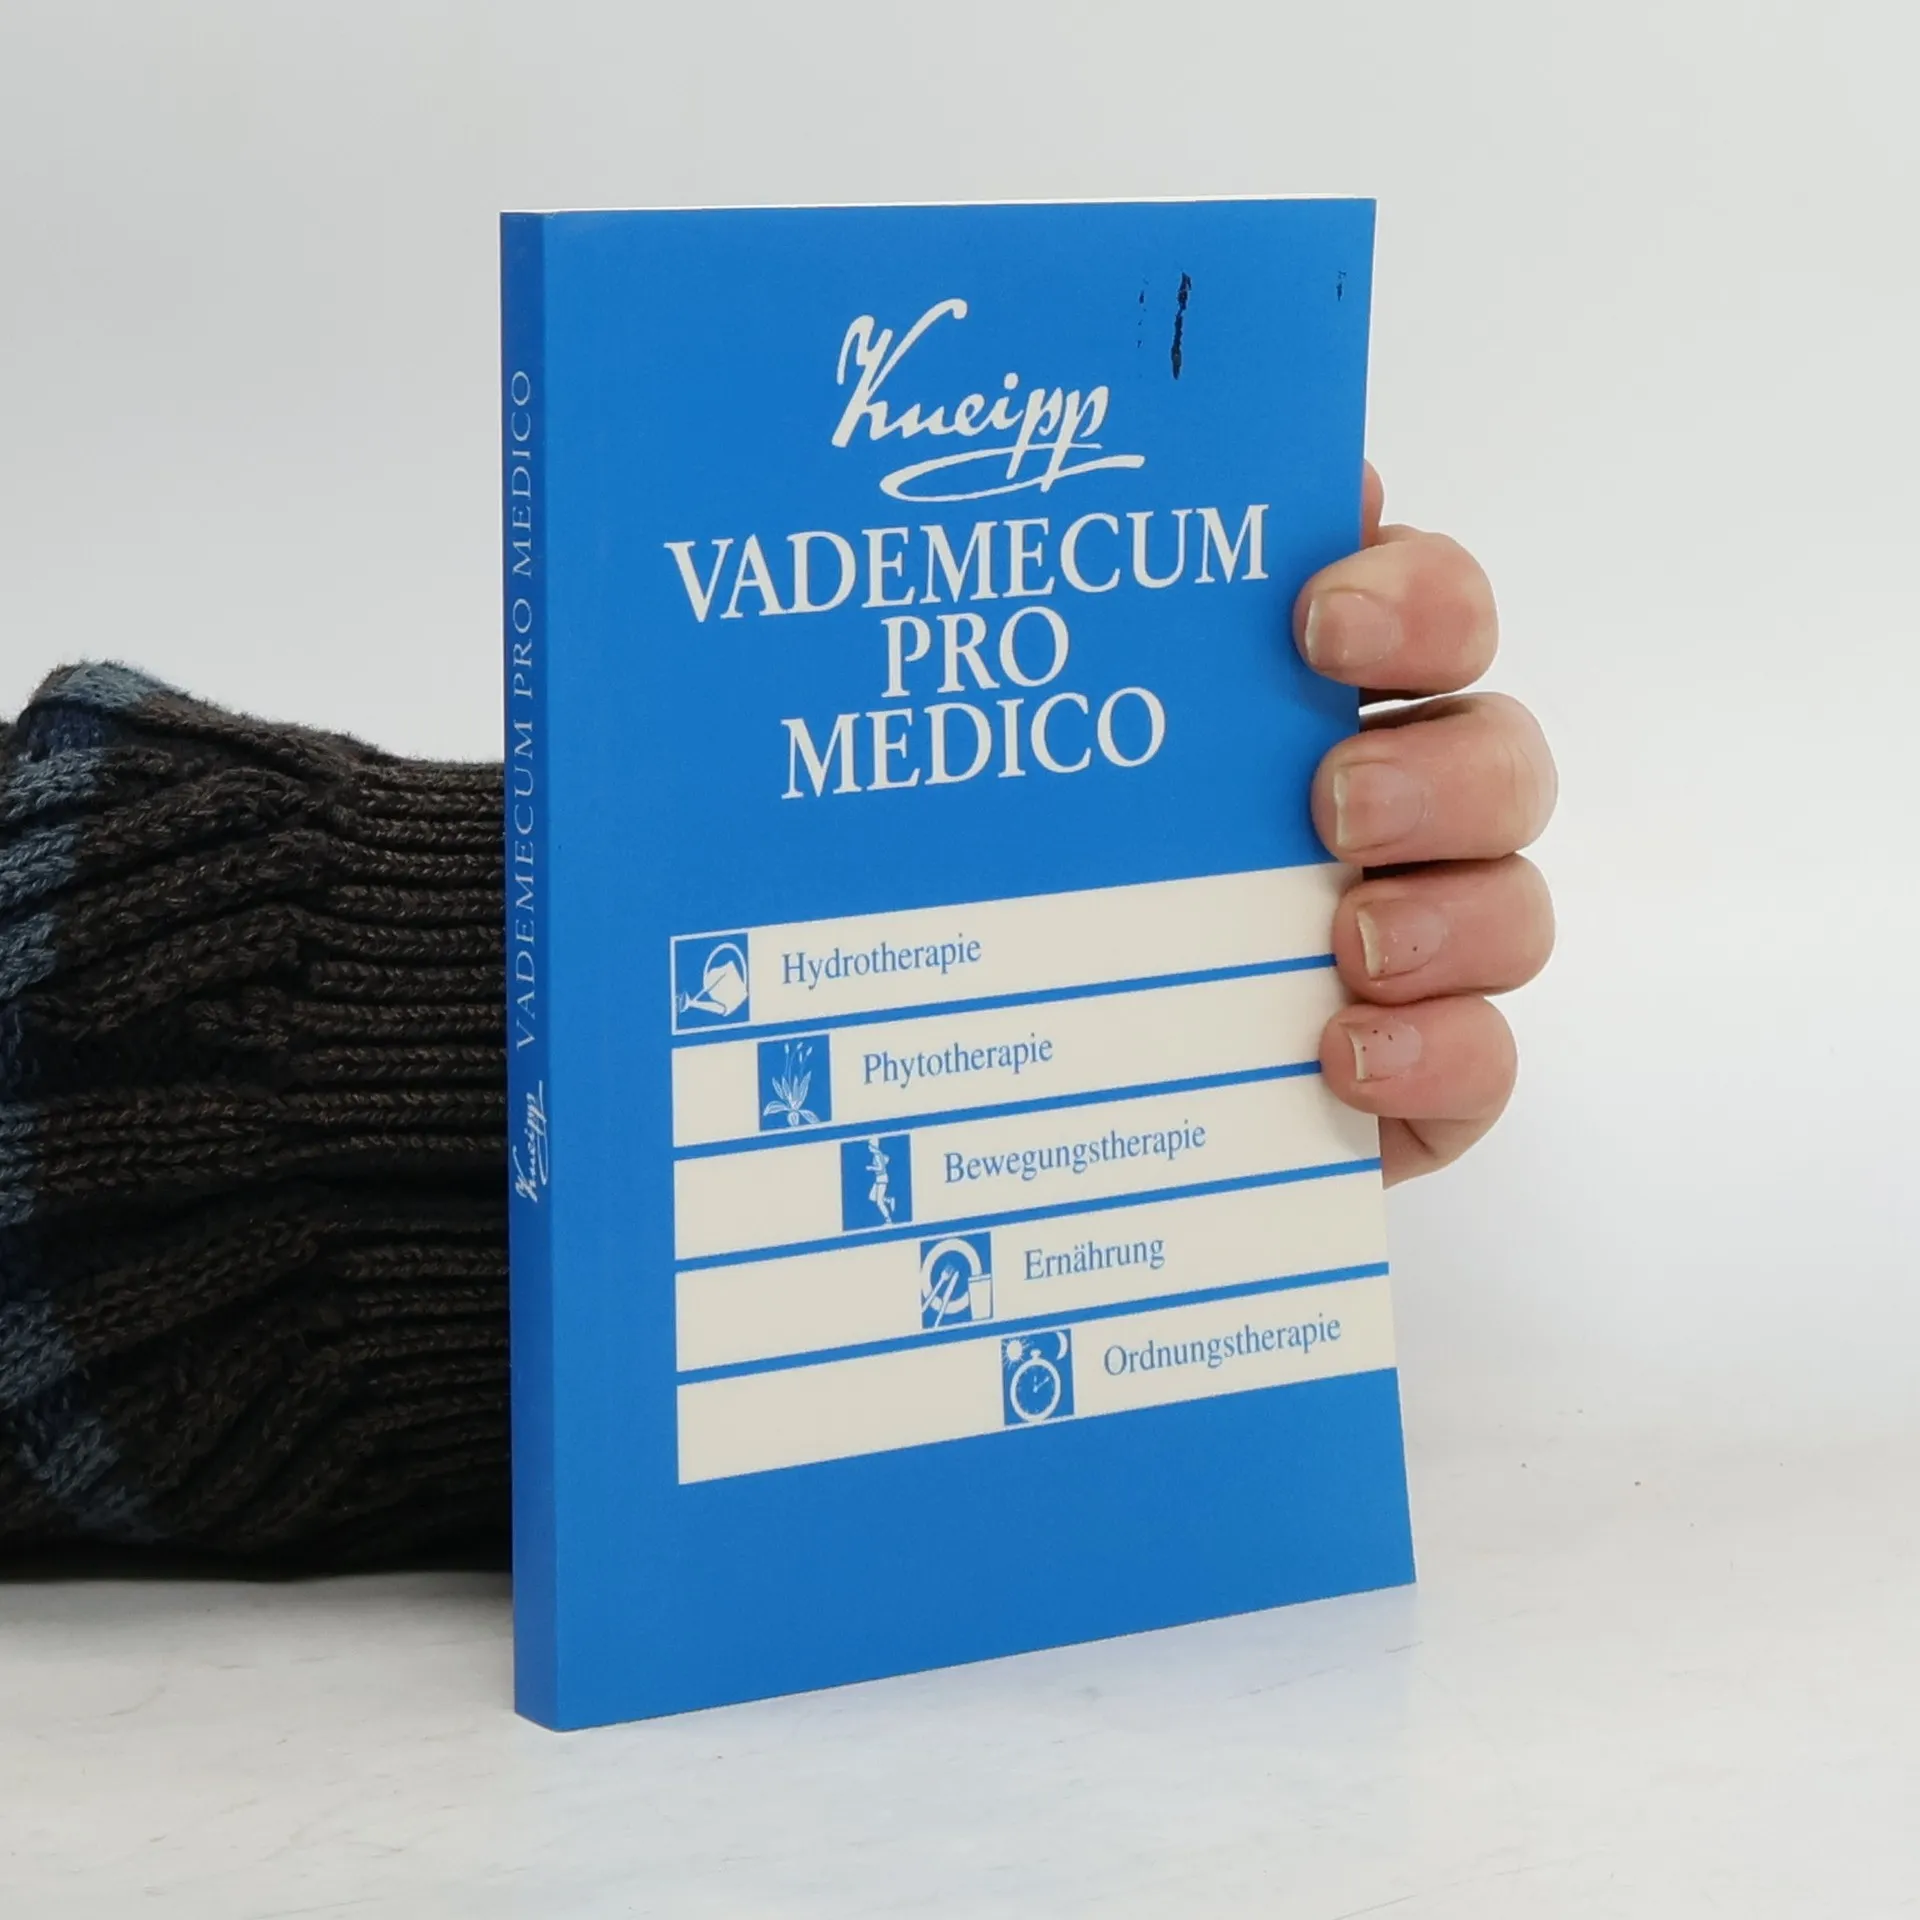 Kneipp
VADEMECUM
PRO
MEDICO
Hydrotherapie
Phytotherapie
Bewegungstherapie
Ernährung
Ordnungstherapie
Kneipp VADEMECUM PRO MEDICO